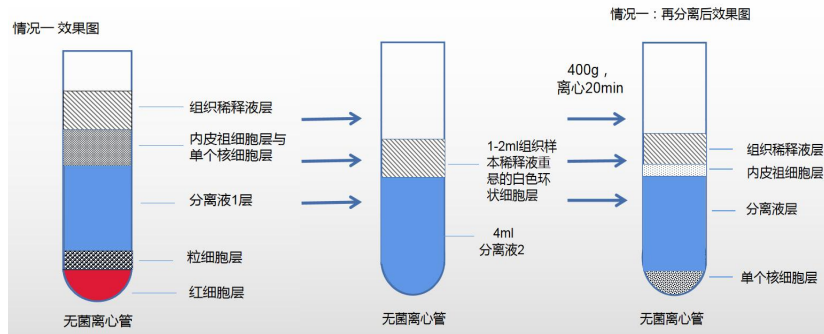 情况一 效果图
组织稀释液层
内皮祖细胞层与
单个核细胞层
分离液1层
粒细胞层
红细胞层
无菌离心管
1-2ml组织样
本稀释液重
悬的白色环
状细胞层
4ml
分离液2
无菌离心管
400g，
离心20min
情况一：再分离后效果图
组织稀释液层
内皮祖细胞层
分离液层
单个核细胞层
无菌离心管